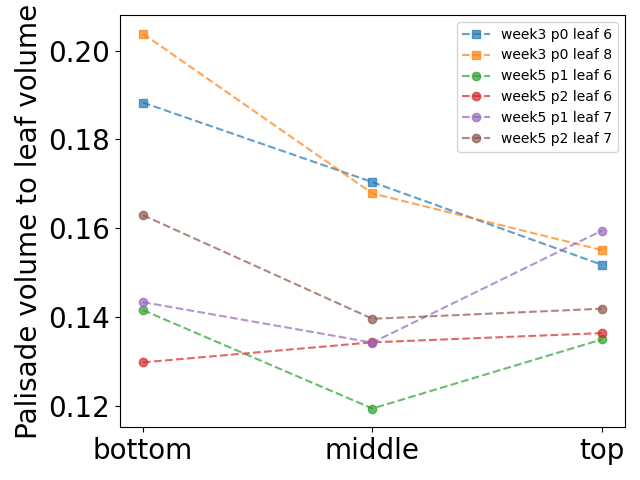 Palisade volume to leaf volume
0.20
0.18
0.16
0.14
0.12
bottom middle top
week3 p0 leaf 6
week3 p0 leaf 8
week5 p1 leaf 6
week5 p2 leaf 6
week5 p1 leaf 7
week5 p2 leaf 7